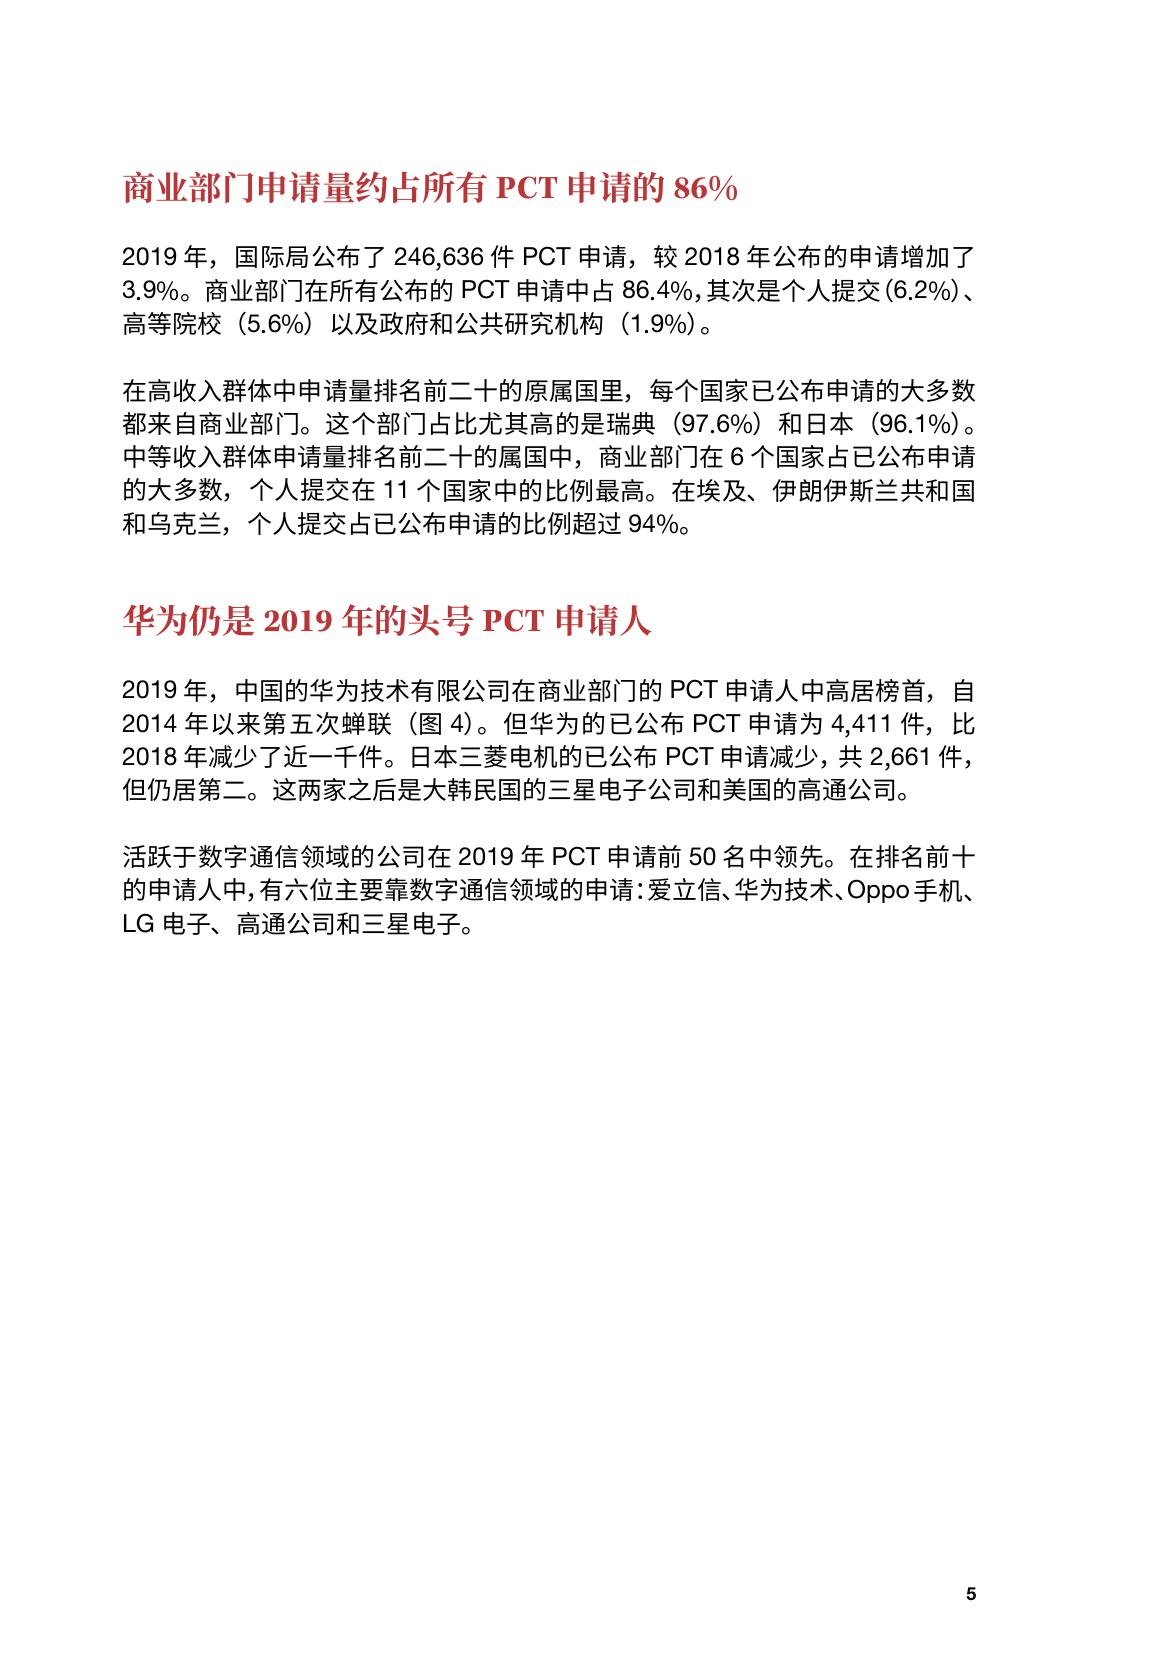 商业部门申请量约占所有 PCT 申请的 86%
2019 年，国际局公布了 246,636 件 PCT 申请，较 2018 年公布的申请增加了
3.9%。商业部门在所有公布的 PCT 申请中占 86.4%，其次是个人提交（6.2%）、
高等院校（5.6%）以及政府和公共研究机构（1.9%）。
在高收入群体中申请量排名前二十的原属国里，每个国家已公布申请的大多数
都来自商业部门。这个部门占比尤其高的是瑞典（97.6%）和日本（96.1%）。
中等收入群体申请量排名前二十的属国中，商业部门在 6 个国家占已公布申请
的大多数，个人提交在 11 个国家中的比例最高。在埃及、伊朗伊斯兰共和国
和乌克兰，个人提交占已公布申请的比例超过 94%。
华为仍是 2019 年的头号 PCT 申请人
2019 年，中国的华为技术有限公司在商业部门的 PCT 申请人中高居榜首，自
2014 年以来第五次蝉联（图 4）。但华为的已公布 PCT 申请为 4,411 件，比
2018 年减少了近一千件。日本三菱电机的已公布 PCT 申请减少，共 2,661 件，
但仍居第二。这两家之后是大韩民国的三星电子公司和美国的高通公司。
活跃于数字通信领域的公司在 2019 年 PCT 申请前 50 名中领先。在排名前十
的申请人中，有六位主要靠数字通信领域的申请：爱立信、华为技术、Oppo 手机、
LG 电子、高通公司和三星电子。
5